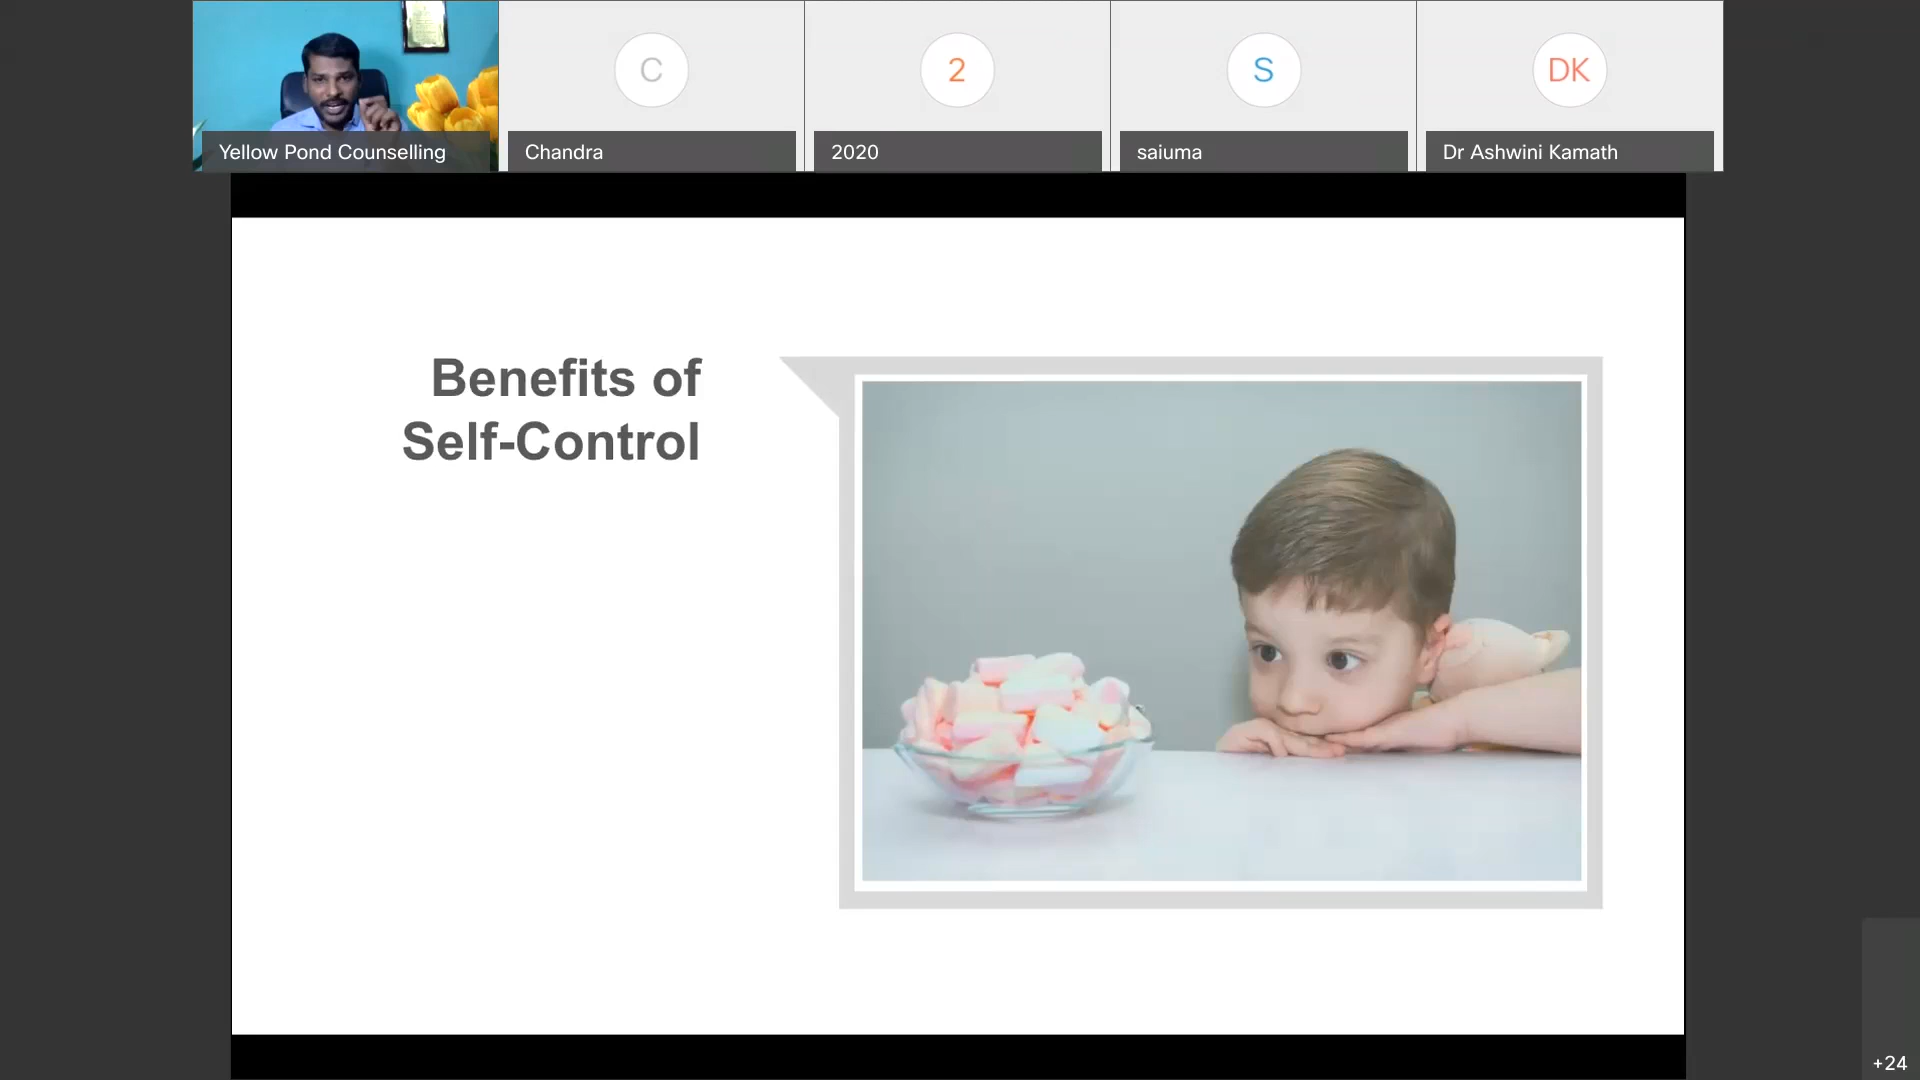 C
2
S
DK
Yellow Pond Counselling
Chandra
2020
saiuma
Dr Ashwini Kamath
Benefits of
Self-Control
+24